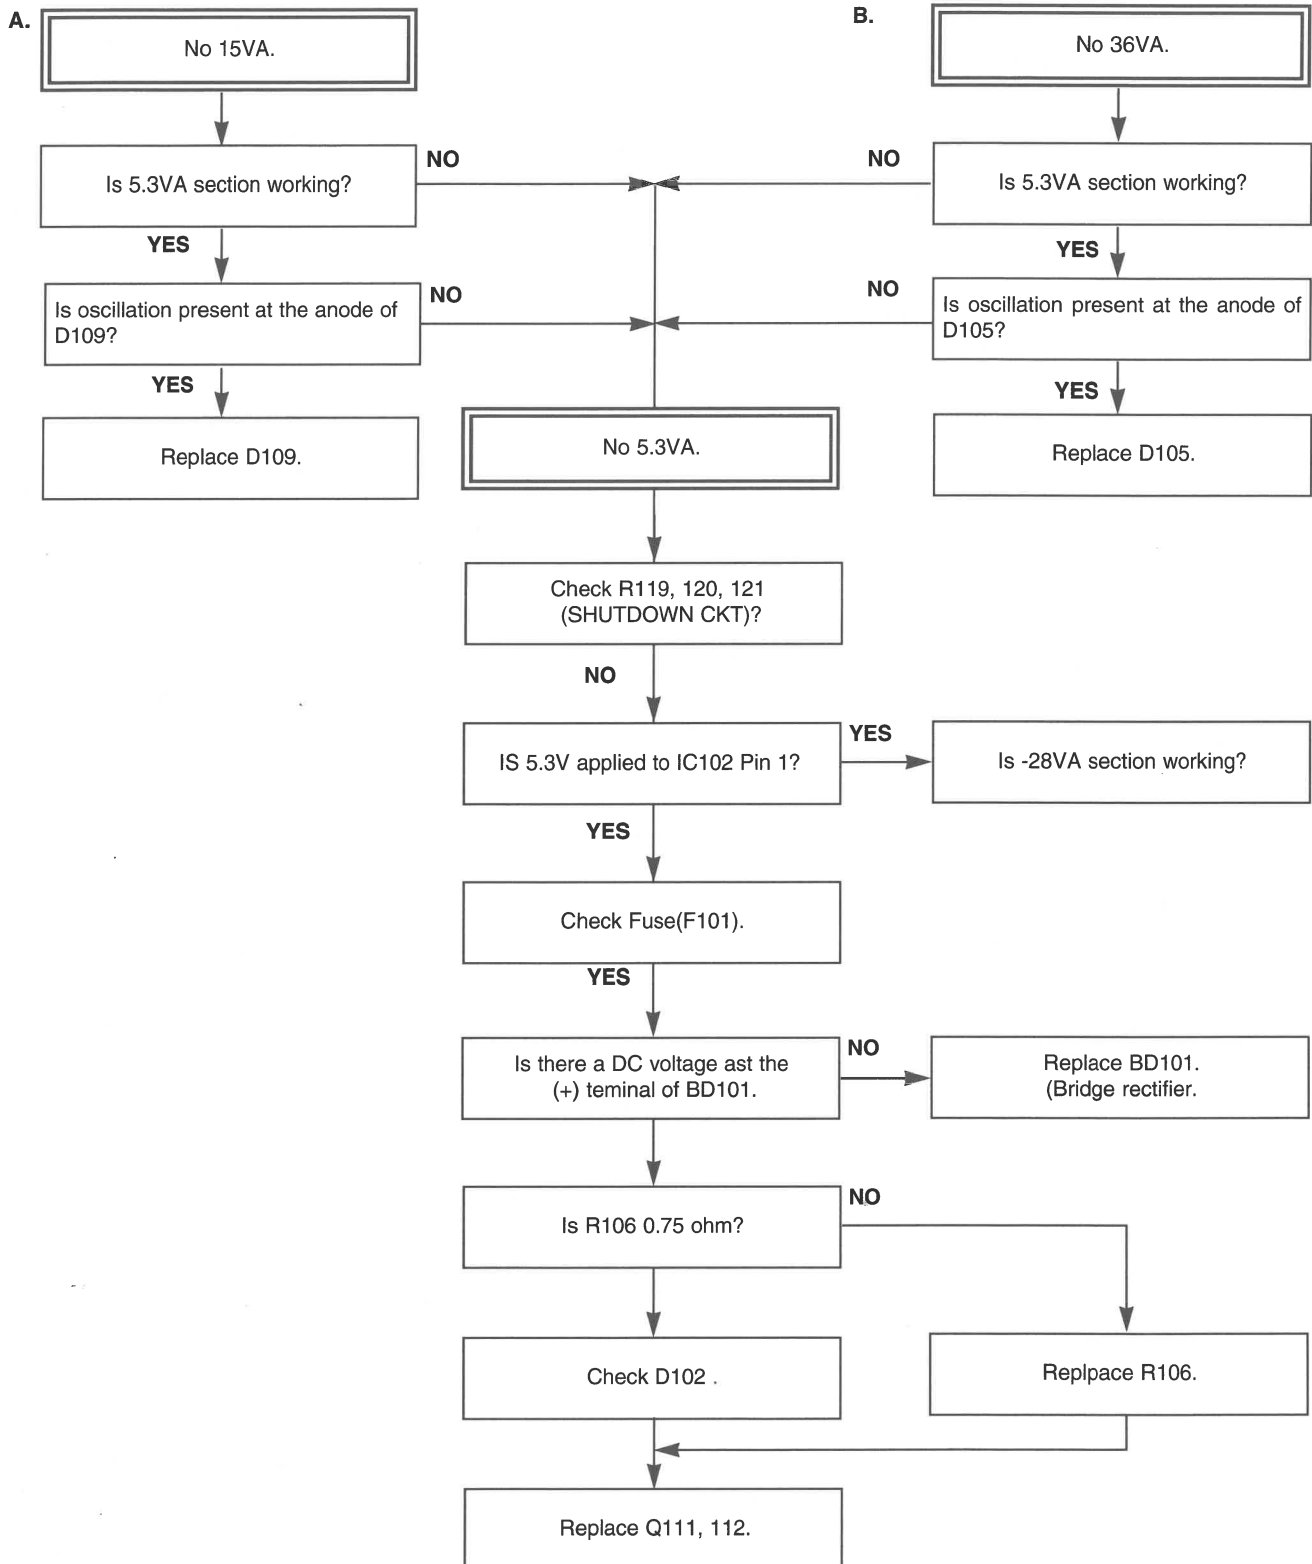 A.
No 15VA.
Is 5.3VA section working?
NO
YES
Is oscillation present at the anode of
D109?
NO
YES
Replace D109.
B.
No 36VA.
Is 5.3VA section working?
NO
YES
Is oscillation present at the anode of
D105?
NO
YES
Replace D105.
No 5.3VA.
Check R119, 120, 121
(SHUTDOWN CKT)?
NO
IS 5.3V applied to IC102 Pin 1?
YES
Is -28VA section working?
YES
Check Fuse(F101).
YES
Is there a DC voltage ast the
(+) teminal of BD101.
NO
Replace BD101.
(Bridge rectifier.
Is R106 0.75 ohm?
NO
Check D102 .
Replpace R106.
Replace Q111, 112.